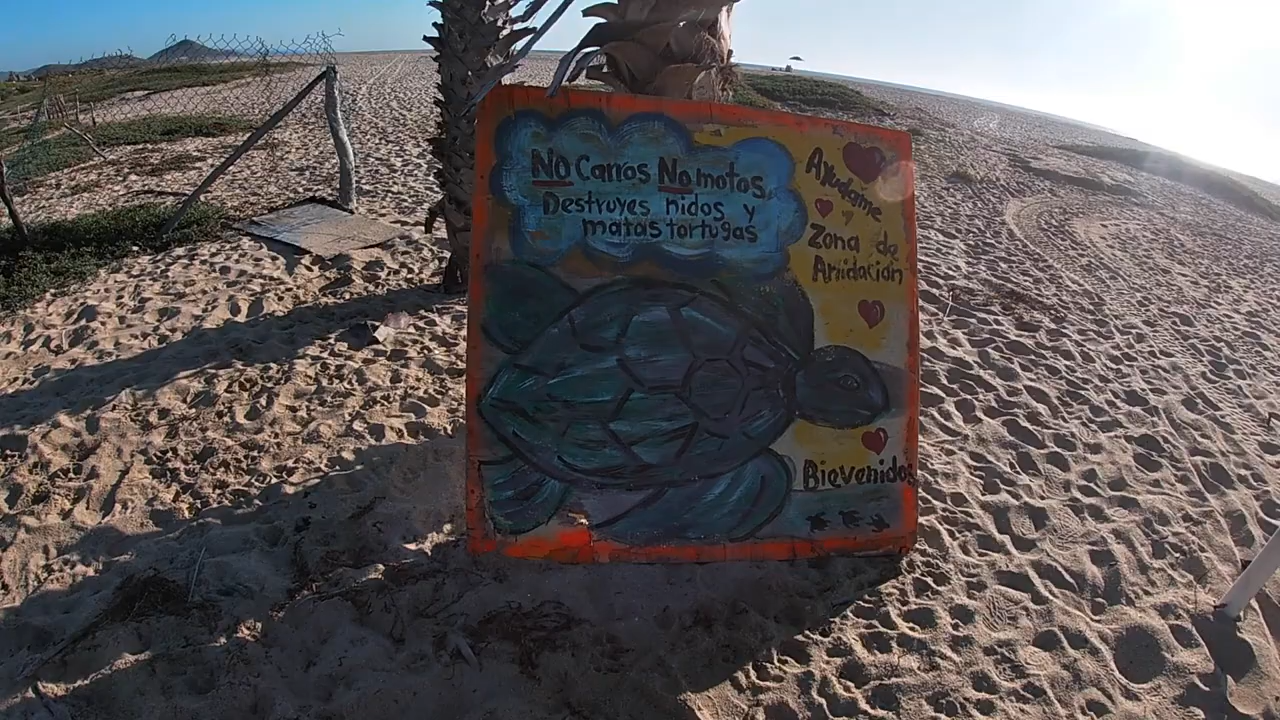 No Carros No motos,
Destruyes nidos y
matas tortugas
Ayudame
Zona de
Anidación
Bievenidos